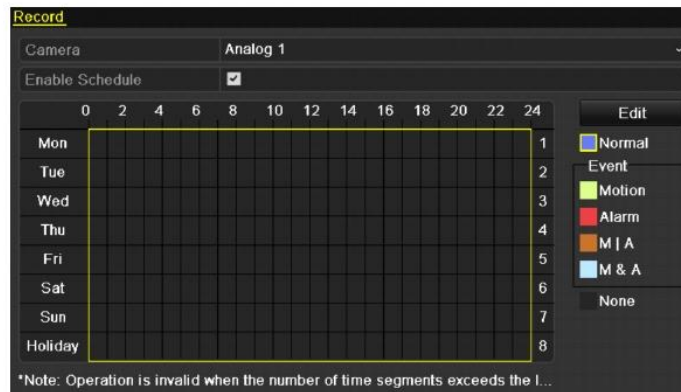 Record
Camera Analog 1
Enable Schedule
0 2 4 6 8 10 12 14 16 18 20 22 24
Edit
Mon 1
Normal
Tue 2
Event
Wed 3
Motion
Thu 4
Alarm
Fri 5
M | A
Sat 6
M & A
Sun 7
None
Holiday 8
*Note: Operation is invalid when the number of time segments exceeds the l...